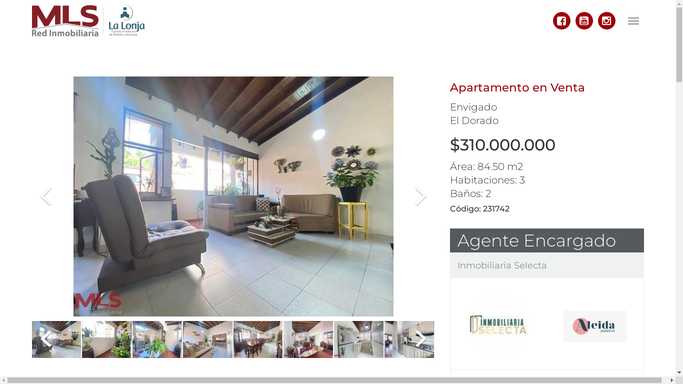 MLS
Red Inmobiliaria
La Lonja
Apartamento en Venta
Envigado
El Dorado
$310.000.000
Área: 84.50 m2
Habitaciones: 3
Baños: 2
Código: 231742
Agente Encargado
Inmobiliaria Selecta
MLS
INMOBILIARIA
SELECTA
Aleida